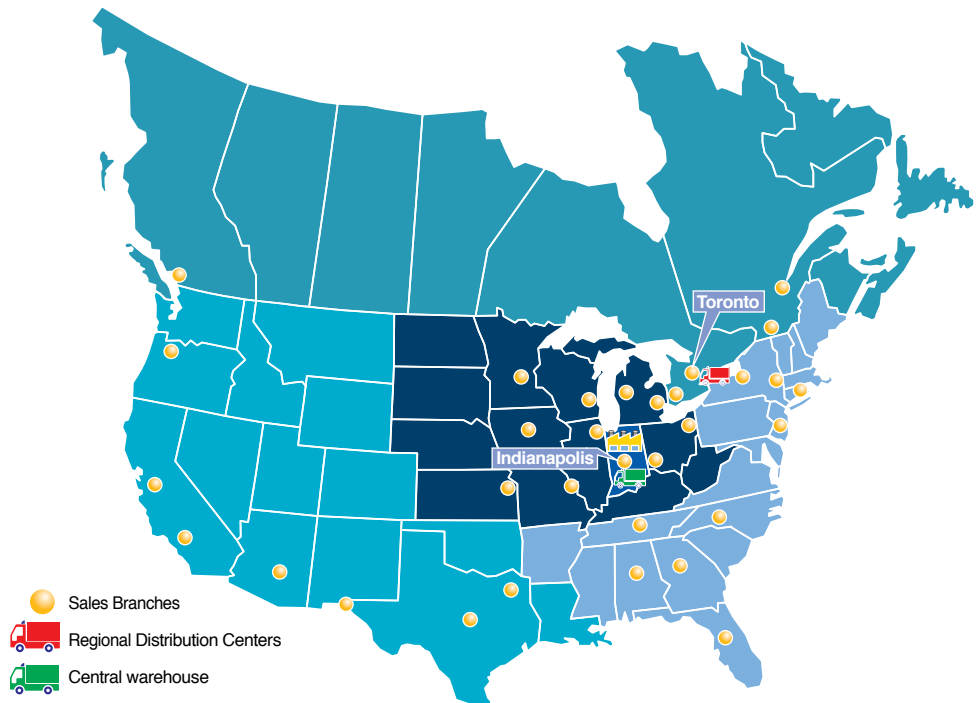 Toronto
Indianapolis
Sales Branches
Regional Distribution Centers
Central warehouse